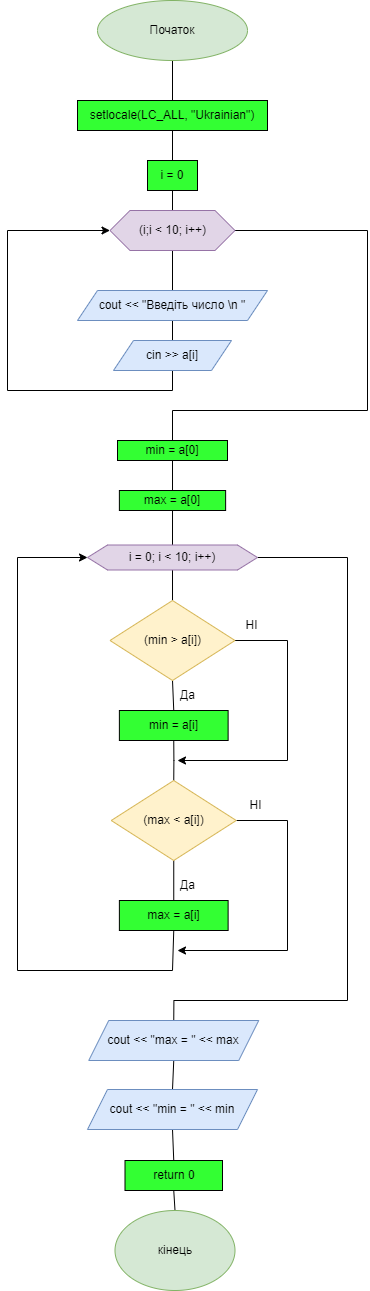 Початок
setlocale(LC_ALL, "Ukrainian")
i = 0
(i;i < 10; i++)
cout << "Введіть число \n "
cin >> a[i]
min = a[0]
max = a[0]
i = 0; i < 10; i++)
(min > a[i])
НІ
Да
min = a[i]
(max < a[i])
НІ
Да
max = a[i]
cout << "max = " << max
cout << "min = " << min
return 0
кінець